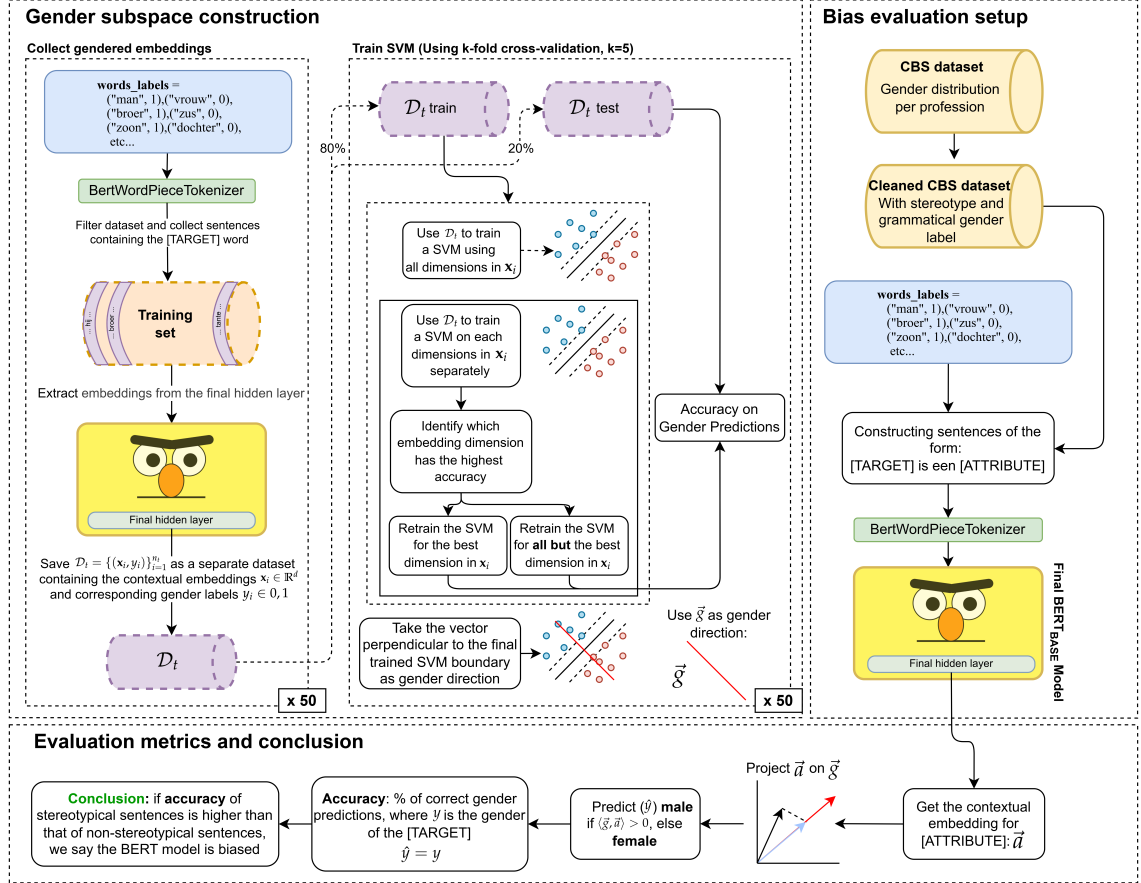 Gender subspace construction
Collect gendered embeddings
words_labels =
("man", 1),("vrouw", 0),
("broer", 1),("zus", 0),
("zoon", 1),("dochter", 0),
etc...
BertWordPieceTokenizer
Filter dataset and collect sentences
containing the [TARGET] word
... hij ...
... broer ...
Training
set
... tante ...
Extract embeddings from the final hidden layer
Final hidden layer
Save 𝒟ₜ = {(𝐱ᵢ, yᵢ)}ⁿᵗᵢ₌₁ as a separate dataset
containing the contextual embeddings 𝐱ᵢ ∈ ℝᵈ
and corresponding gender labels yᵢ ∈ 0, 1
𝒟ₜ
x 50
Train SVM (Using k-fold cross-validation, k=5)
𝒟ₜ train
𝒟ₜ test
80%
20%
Use 𝒟ₜ to train
a SVM using
all dimensions in 𝐱ᵢ
Use 𝒟ₜ to train
a SVM on each
dimensions in 𝐱ᵢ
separately
Identify which
embedding dimension
has the highest
accuracy
Retrain the SVM
for the best
dimension in 𝐱ᵢ
Retrain the SVM
for all but the best
dimension in 𝐱ᵢ
Accuracy on
Gender Predictions
Take the vector
perpendicular to the final
trained SVM boundary
as gender direction
Use g⃗ as gender
direction:
g⃗
x 50
Bias evaluation setup
CBS dataset
Gender distribution
per profession
Cleaned CBS dataset
With stereotype and
grammatical gender
label
words_labels =
("man", 1),("vrouw", 0),
("broer", 1),("zus", 0),
("zoon", 1),("dochter", 0),
etc...
Constructing sentences of the
form:
[TARGET] is een [ATTRIBUTE]
BertWordPieceTokenizer
Final hidden layer
Final BERT_BASE Model
Evaluation metrics and conclusion
Get the contextual
embedding for
[ATTRIBUTE]: a⃗
Project a⃗ on g⃗
Predict (ŷ) male
if ⟨g⃗, a⃗⟩ > 0, else
female
Accuracy: % of correct gender
predictions, where y is the gender
of the [TARGET]
ŷ = y
Conclusion: if accuracy of
stereotypical sentences is higher than
that of non-stereotypical sentences,
we say the BERT model is biased